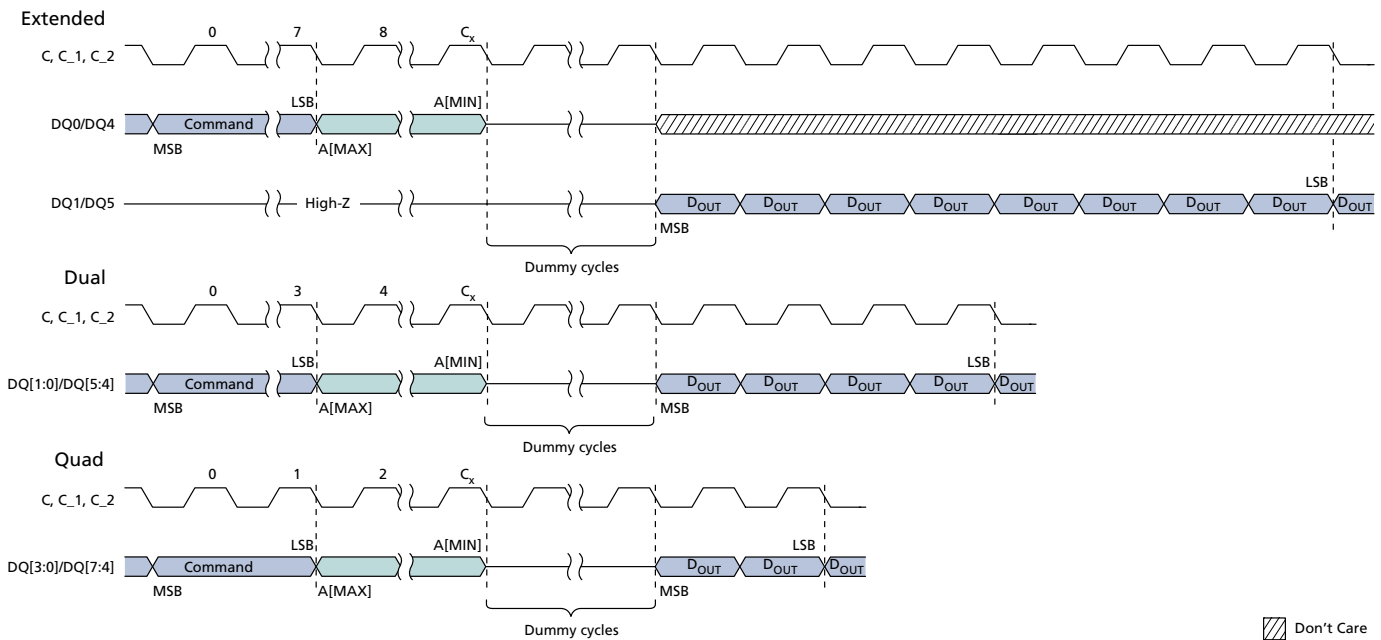 Extended
0 7 8 Cx
C, C_1, C_2
LSB A[MIN]
DQ0/DQ4 Command
MSB A[MAX]
LSB
DQ1/DQ5 High-Z DOUT DOUT DOUT DOUT DOUT DOUT DOUT DOUT DOUT
MSB
Dummy cycles
Dual
0 3 4 Cx
C, C_1, C_2
LSB A[MIN] LSB
DQ[1:0]/DQ[5:4] Command DOUT DOUT DOUT DOUT DOUT
MSB A[MAX] MSB
Dummy cycles
Quad
0 1 2 Cx
C, C_1, C_2
LSB A[MIN] LSB
DQ[3:0]/DQ[7:4] Command DOUT DOUT DOUT
MSB A[MAX] MSB
Dummy cycles
Don't Care